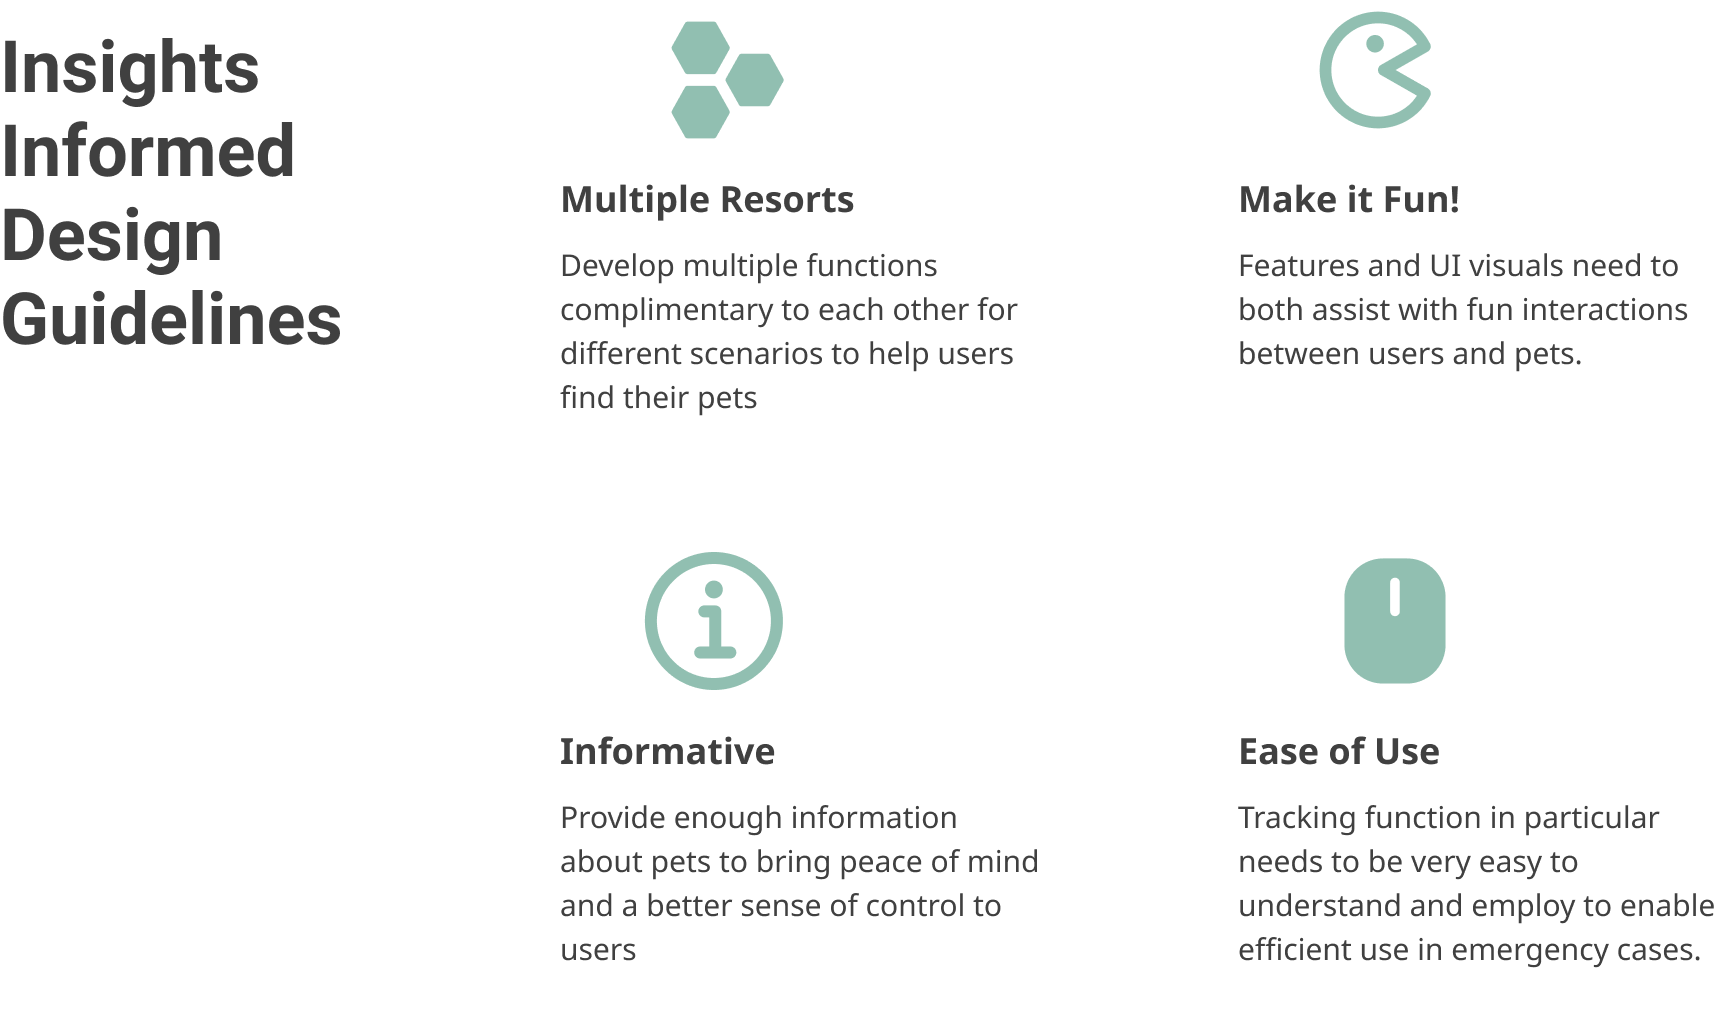 Insights
Informed
Design
Guidelines
Multiple Resorts
Develop multiple functions
complimentary to each other for
different scenarios to help users
find their pets
Make it Fun!
Features and UI visuals need to
both assist with fun interactions
between users and pets.
Informative
Provide enough information
about pets to bring peace of mind
and a better sense of control to
users
Ease of Use
Tracking function in particular
needs to be very easy to
understand and employ to enable
efficient use in emergency cases.